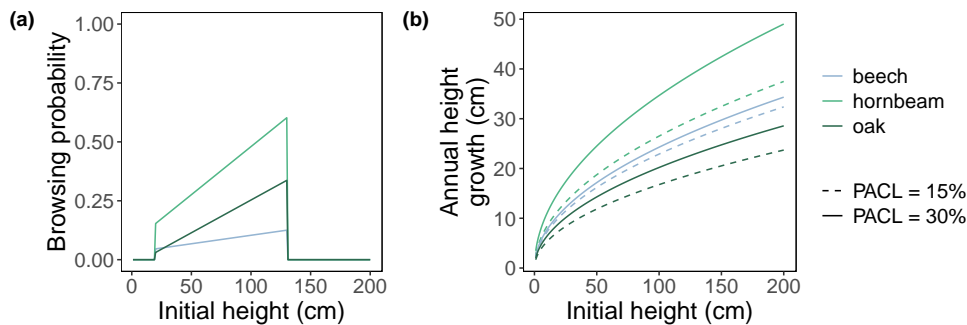 (a)
Browsing probability
1.00
0.75
0.50
0.25
0.00
0 50 100 150 200
Initial height (cm)
(b)
Annual height
growth (cm)
50
40
30
20
10
0
0 50 100 150 200
Initial height (cm)
beech
hornbeam
oak
PACL = 15%
PACL = 30%